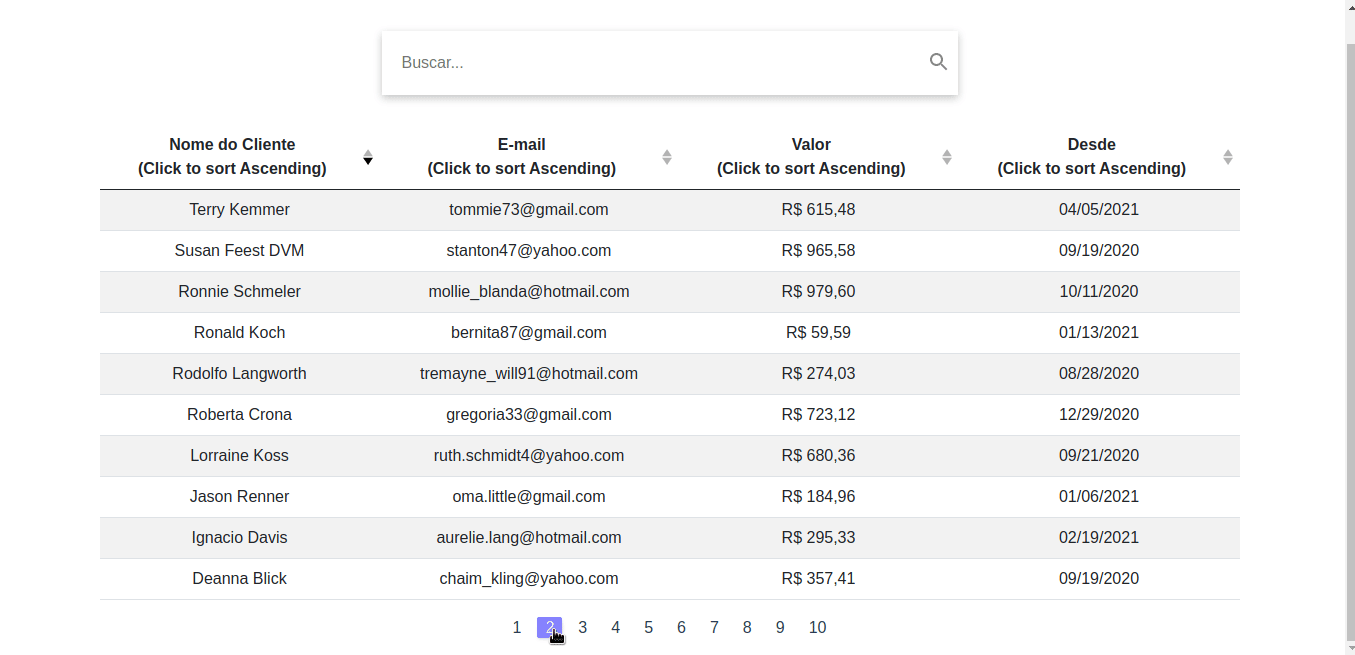 Buscar...
Nome do Cliente E-mail Valor Desde
(Click to sort Ascending) (Click to sort Ascending) (Click to sort Ascending) (Click to sort Ascending)
Terry Kemmer tommie73@gmail.com R$ 615,48 04/05/2021
Susan Feest DVM stanton47@yahoo.com R$ 965,58 09/19/2020
Ronnie Schmeler mollie_blanda@hotmail.com R$ 979,60 10/11/2020
Ronald Koch bernita87@gmail.com R$ 59,59 01/13/2021
Rodolfo Langworth tremayne_will91@hotmail.com R$ 274,03 08/28/2020
Roberta Crona gregoria33@gmail.com R$ 723,12 12/29/2020
Lorraine Koss ruth.schmidt4@yahoo.com R$ 680,36 09/21/2020
Jason Renner oma.little@gmail.com R$ 184,96 01/06/2021
Ignacio Davis aurelie.lang@hotmail.com R$ 295,33 02/19/2021
Deanna Blick chaim_kling@yahoo.com R$ 357,41 09/19/2020
1 2 3 4 5 6 7 8 9 10